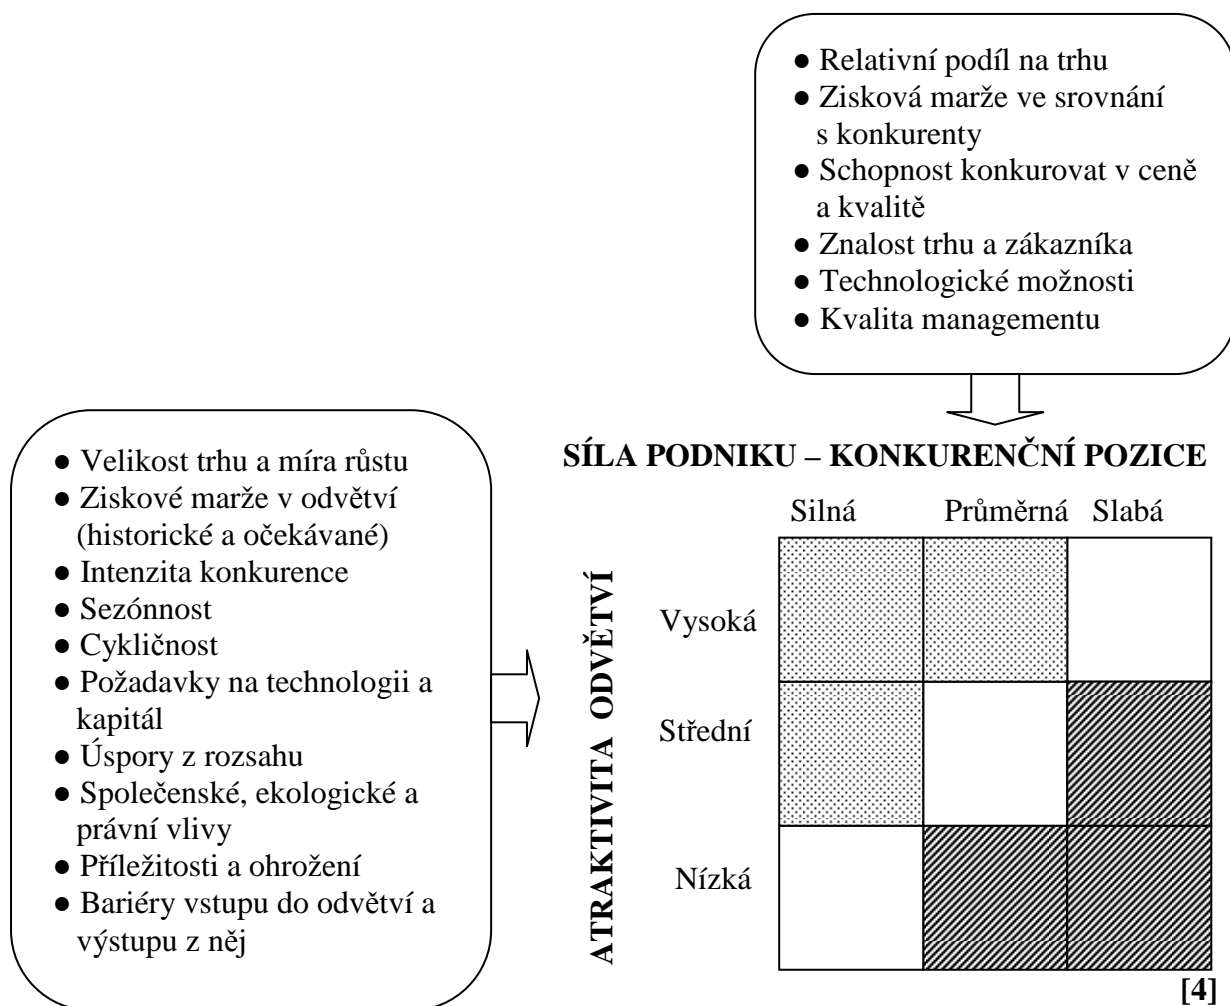 ● Relativní podíl na trhu
● Zisková marže ve srovnání
s konkurenty
● Schopnost konkurovat v ceně
a kvalitě
● Znalost trhu a zákazníka
● Technologické možnosti
● Kvalita managementu
● Velikost trhu a míra růstu
● Ziskové marže v odvětví
(historické a očekávané)
● Intenzita konkurence
● Sezónnost
● Cykličnost
● Požadavky na technologii a
kapitál
● Úspory z rozsahu
● Společenské, ekologické a
právní vlivy
● Příležitosti a ohrožení
● Bariéry vstupu do odvětví a
výstupu z něj
SÍLA PODNIKU – KONKURENČNÍ POZICE
Silná Průměrná Slabá
ATRAKTIVITA ODVĚTVÍ
Vysoká
Střední
Nízká
[4]